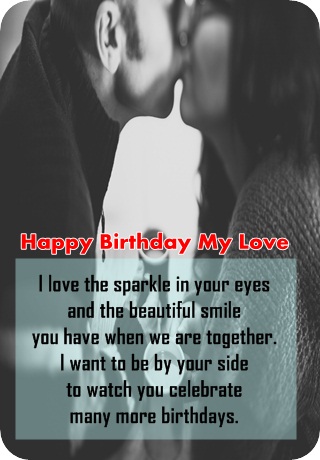 Happy Birthday My Love
I love the sparkle in your eyes
and the beautiful smile
you have when we are together.
I want to be by your side
to watch you celebrate
many more birthdays.